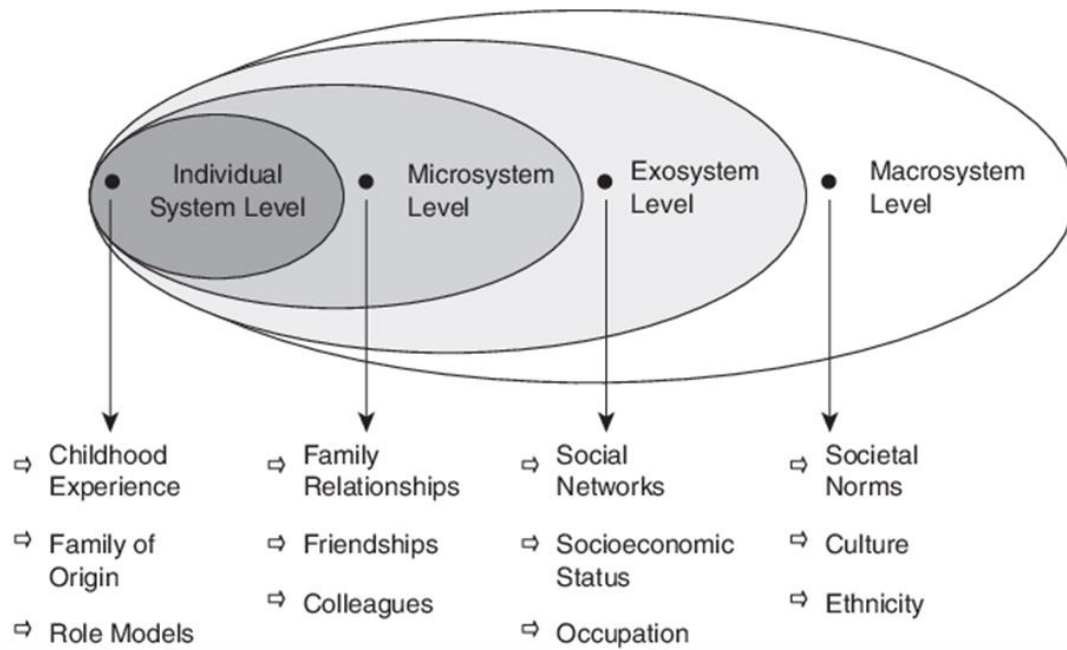 Individual
System Level
Microsystem
Level
Exosystem
Level
Macrosystem
Level
Childhood
Experience
Family of
Origin
Role Models
Family
Relationships
Friendships
Colleagues
Social
Networks
Socioeconomic
Status
Occupation
Societal
Norms
Culture
Ethnicity